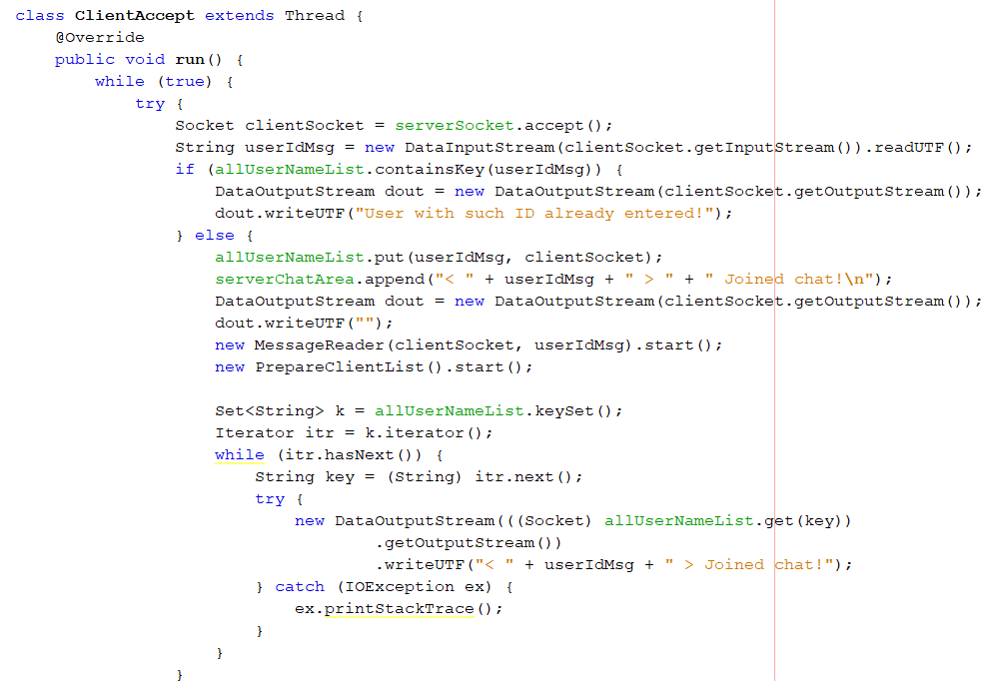 class ClientAccept extends Thread {
    @Override
    public void run() {
        while (true) {
            try {
                Socket clientSocket = serverSocket.accept();
                String userIdMsg = new DataInputStream(clientSocket.getInputStream()).readUTF();
                if (allUserNameList.containsKey(userIdMsg)) {
                    DataOutputStream dout = new DataOutputStream(clientSocket.getOutputStream());
                    dout.writeUTF("User with such ID already entered!");
                } else {
                    allUserNameList.put(userIdMsg, clientSocket);
                    serverChatArea.append("< " + userIdMsg + " > " + " Joined chat!\n");
                    DataOutputStream dout = new DataOutputStream(clientSocket.getOutputStream());
                    dout.writeUTF("");
                    new MessageReader(clientSocket, userIdMsg).start();
                    new PrepareClientList().start();

                    Set<String> k = allUserNameList.keySet();
                    Iterator itr = k.iterator();
                    while (itr.hasNext()) {
                        String key = (String) itr.next();
                        try {
                            new DataOutputStream(((Socket) allUserNameList.get(key))
                                    .getOutputStream())
                                    .writeUTF("< " + userIdMsg + " > Joined chat!");
                        } catch (IOException ex) {
                            ex.printStackTrace();
                        }
                    }
                }